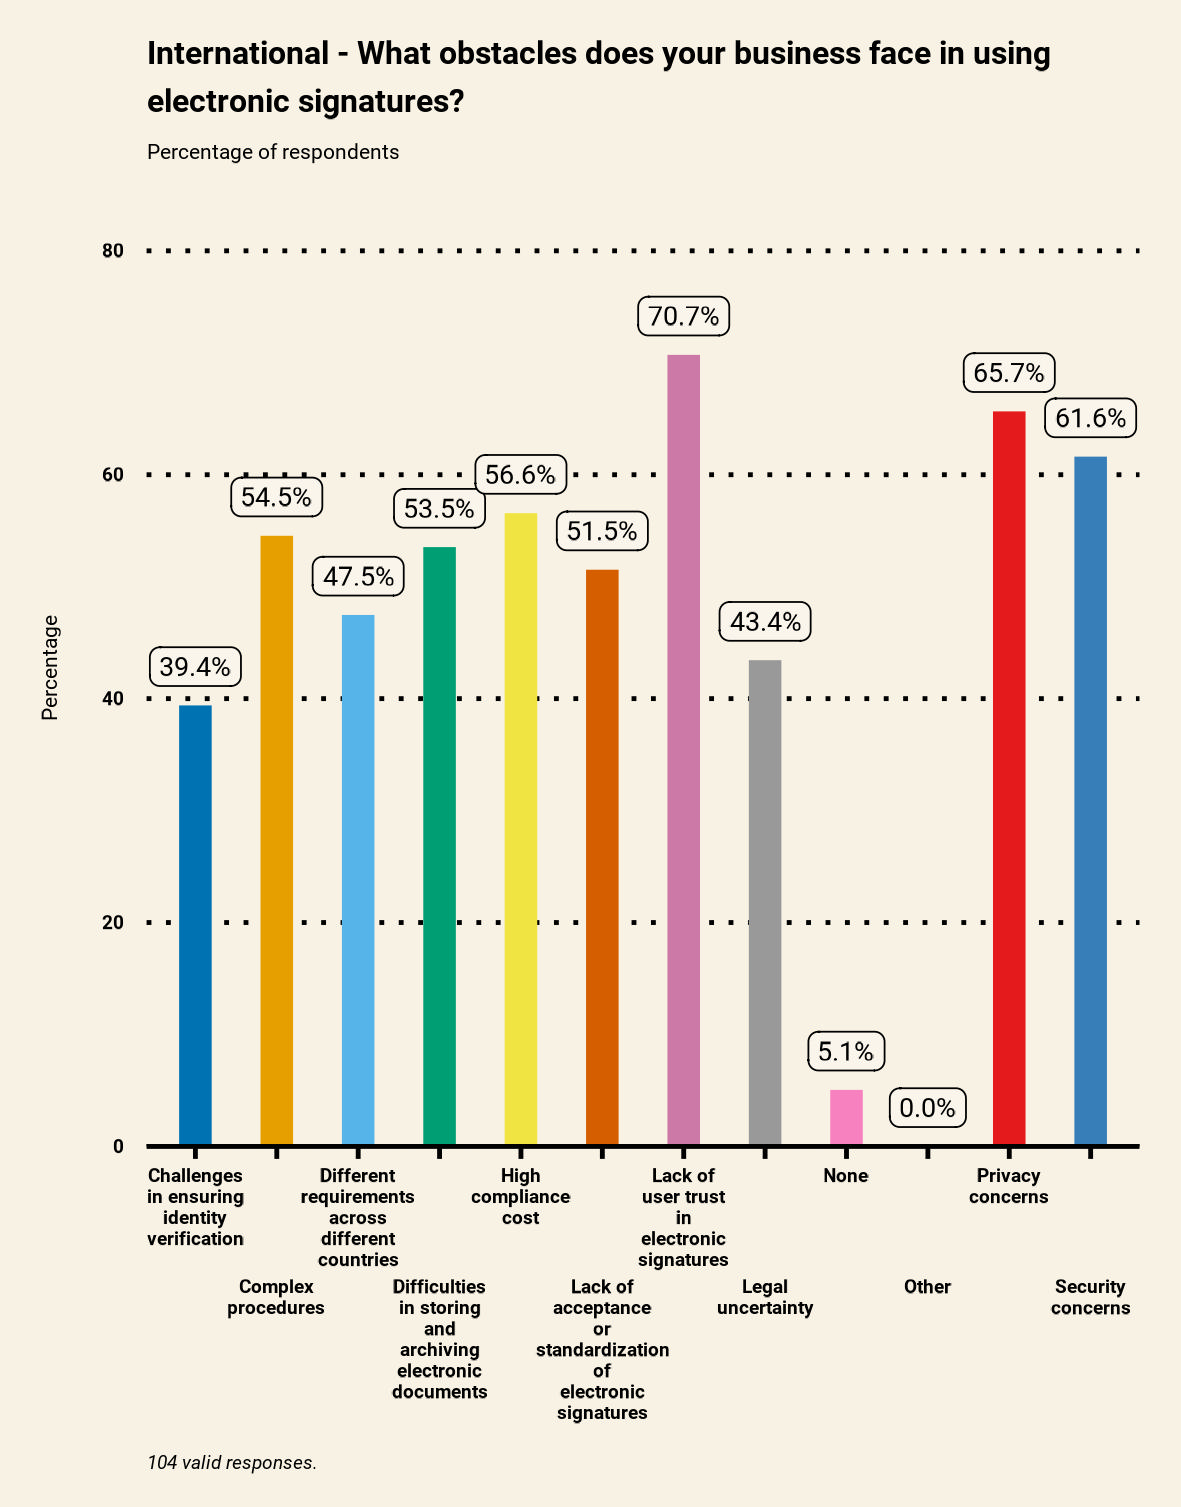 International - What obstacles does your business face in using
electronic signatures?
Percentage of respondents
80
60
40
20
0
Percentage
39.4%
54.5%
47.5%
53.5%
56.6%
51.5%
70.7%
43.4%
5.1%
0.0%
65.7%
61.6%
Challenges
in ensuring
identity
verification
Complex
procedures
Different
requirements
across
different
countries
Difficulties
in storing
and
archiving
electronic
documents
High
compliance
cost
Lack of
acceptance
or
standardization
of
electronic
signatures
Lack of
user trust
in
electronic
signatures
Legal
uncertainty
None
Other
Privacy
concerns
Security
concerns
104 valid responses.